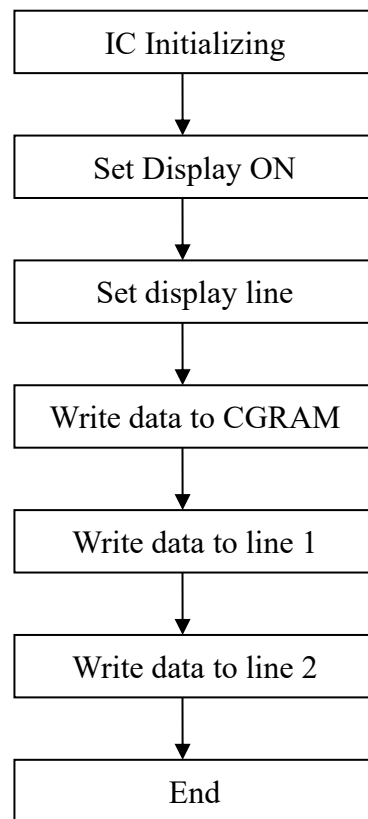 IC Initializing
Set Display ON
Set display line
Write data to CGRAM
Write data to line 1
Write data to line 2
End